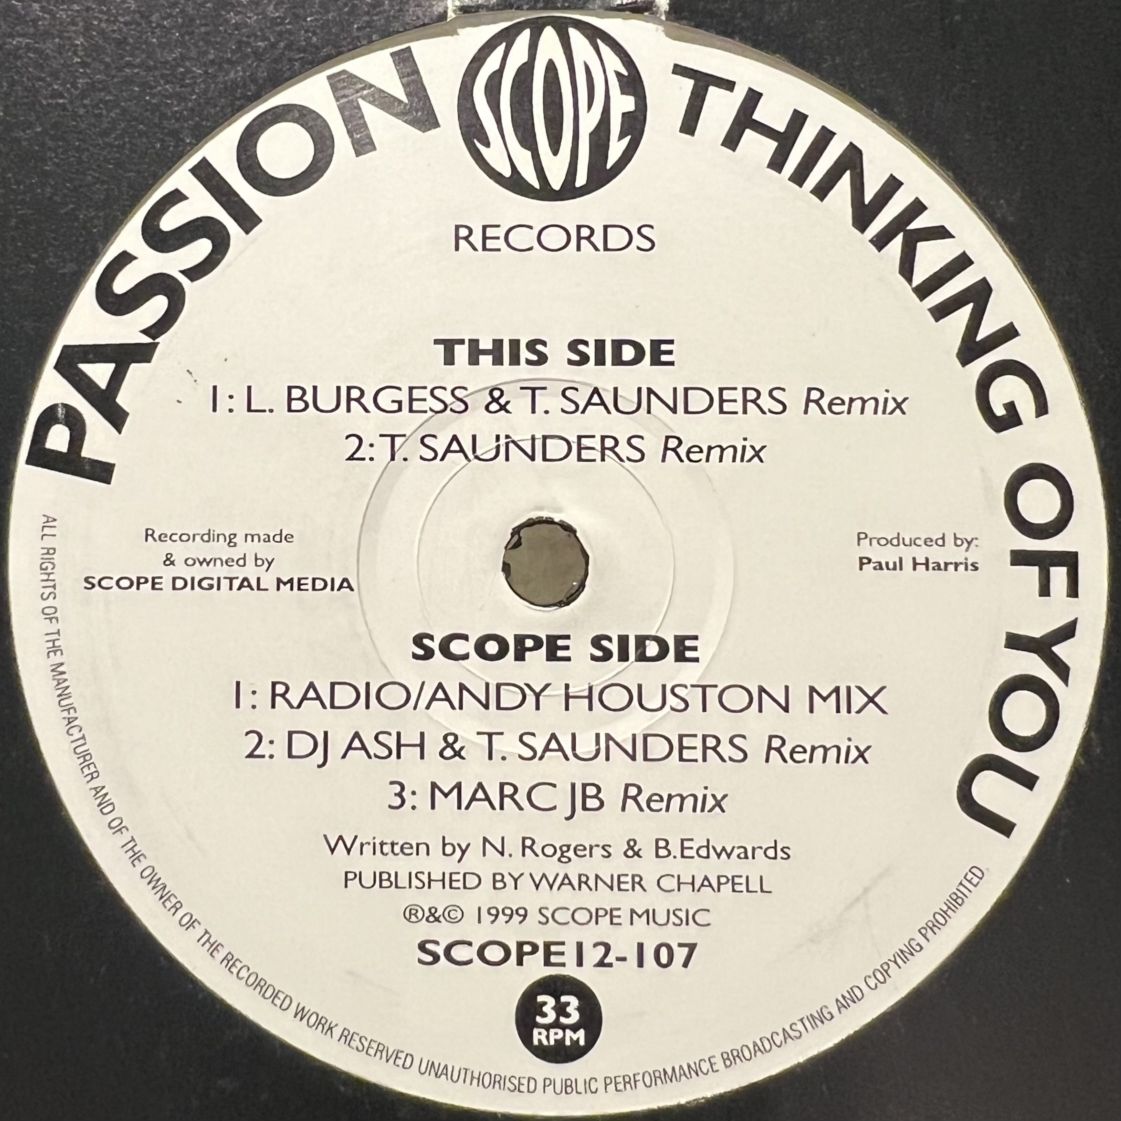 PASSION
SCOPE
THINKING OF YOU
RECORDS
THIS SIDE
1: L. BURGESS & T. SAUNDERS Remix
2: T. SAUNDERS Remix
Recording made
& owned by
SCOPE DIGITAL MEDIA
Produced by:
Paul Harris
SCOPE SIDE
1: RADIO/ANDY HOUSTON MIX
2: DJ ASH & T. SAUNDERS Remix
3: MARC JB Remix
Written by N. Rogers & B.Edwards
PUBLISHED BY WARNER CHAPELL
®&© 1999 SCOPE MUSIC
SCOPE12-107
33
RPM
ALL RIGHTS OF THE MANUFACTURER AND OF THE OWNER OF THE RECORDED WORK RESERVED UNAUTHORISED PUBLIC PERFORMANCE BROADCASTING AND COPYING PROHIBITED